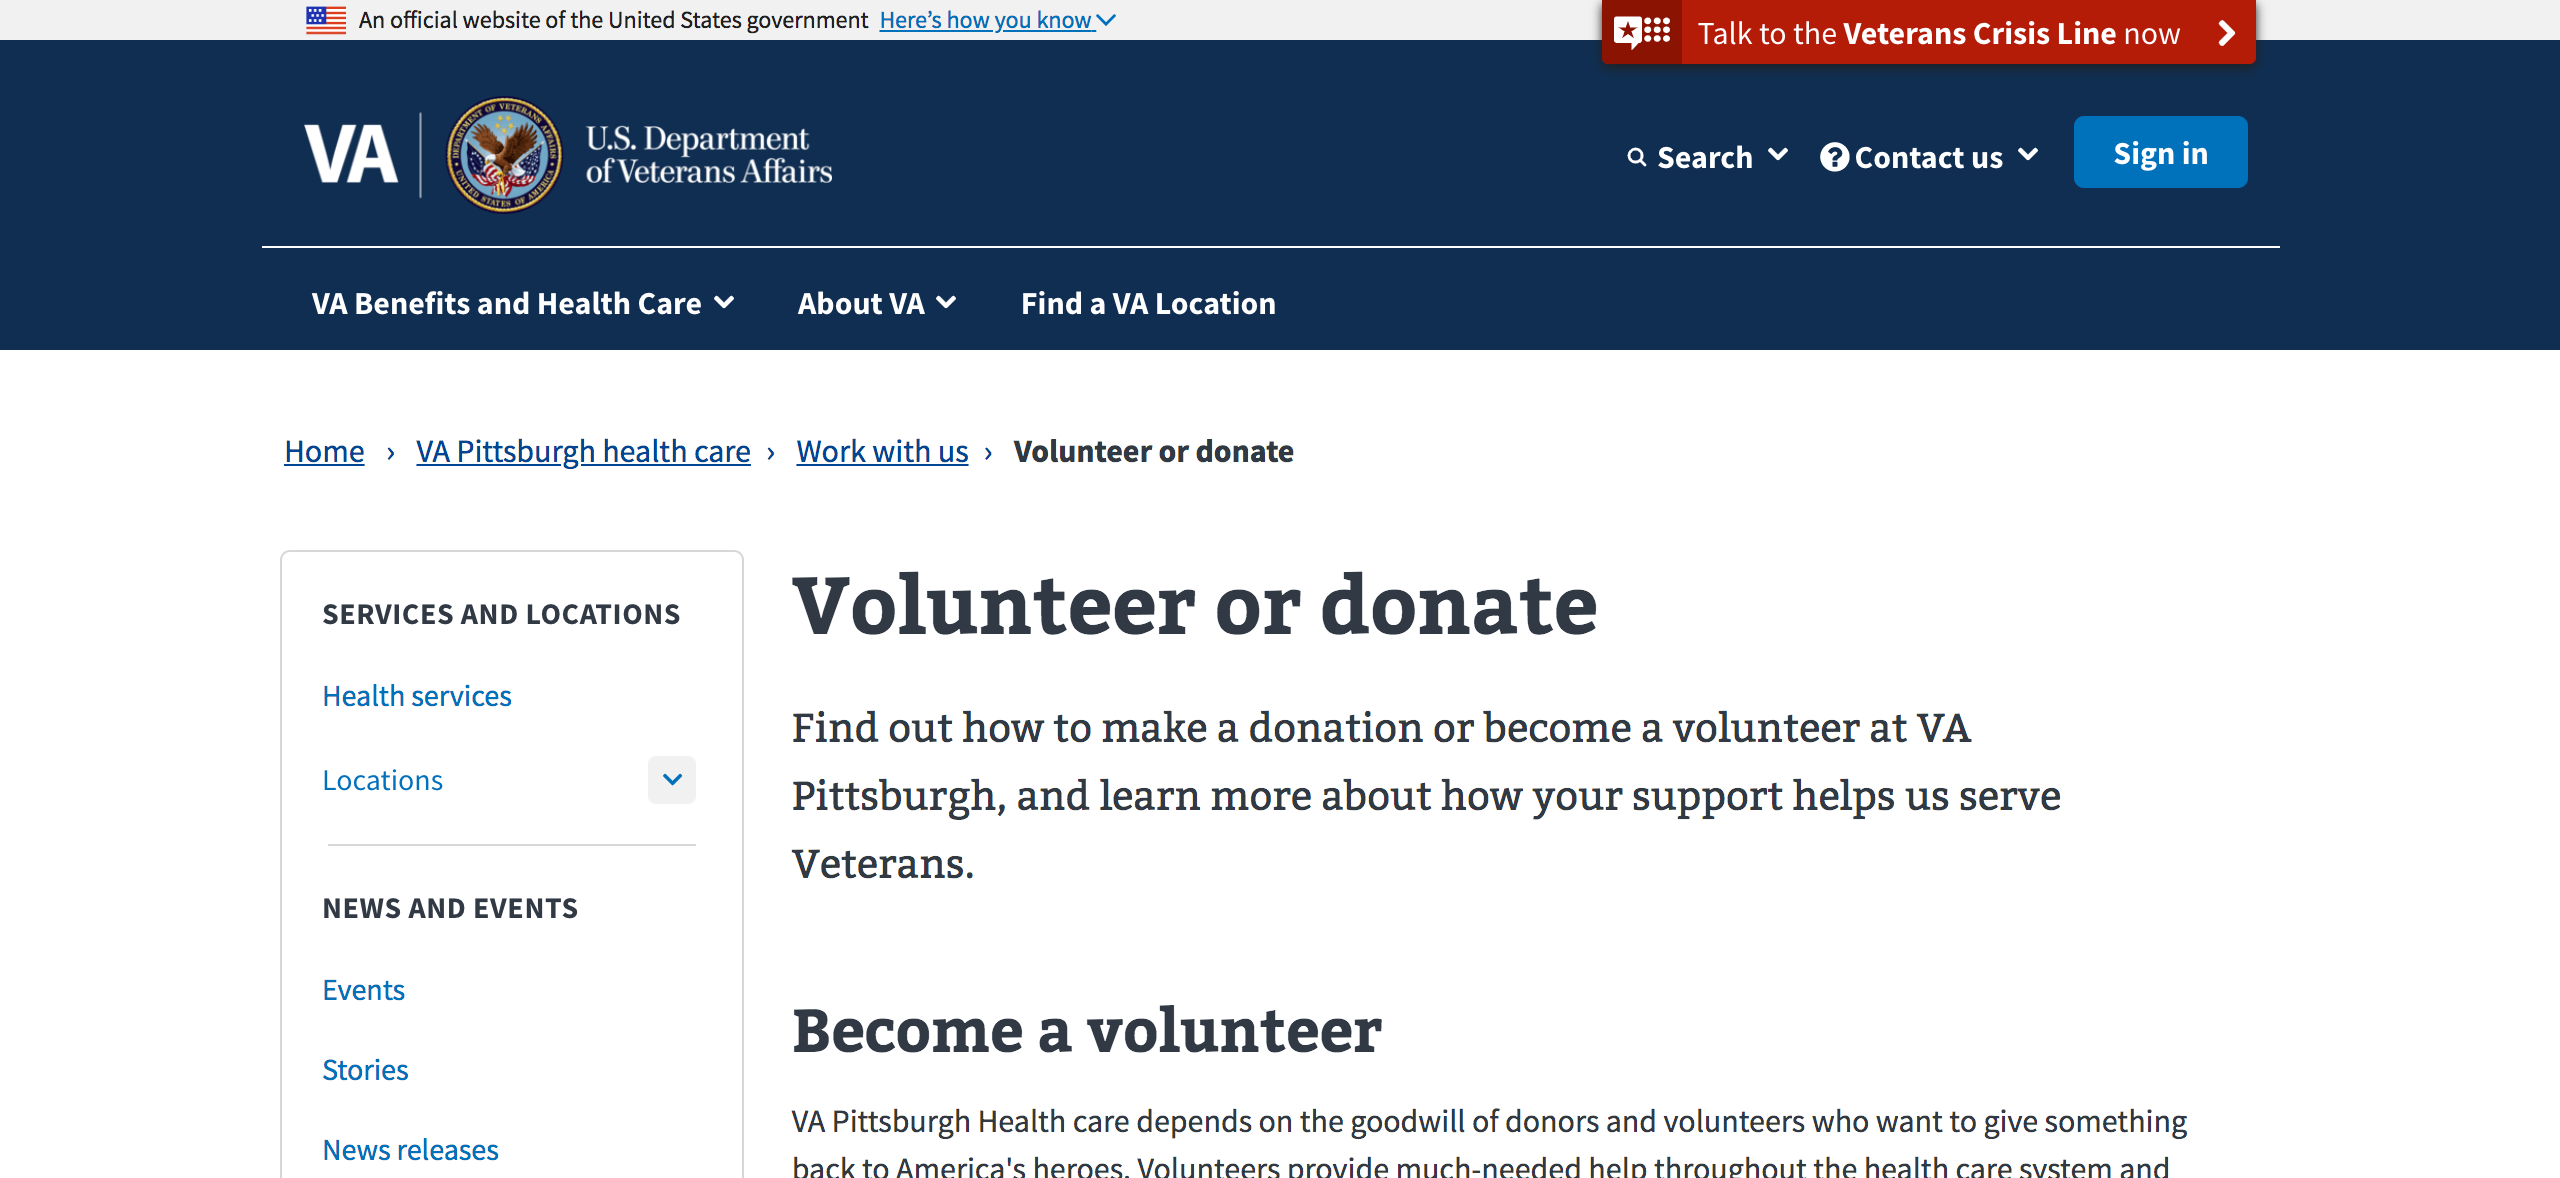 An official website of the United States government Here's how you know
Talk to the Veterans Crisis Line now
VA
U.S. Department
of Veterans Affairs
Search
Contact us
Sign in
VA Benefits and Health Care
About VA
Find a VA Location
Home › VA Pittsburgh health care › Work with us › Volunteer or donate
SERVICES AND LOCATIONS
Health services
Locations
NEWS AND EVENTS
Events
Stories
News releases
Volunteer or donate
Find out how to make a donation or become a volunteer at VA
Pittsburgh, and learn more about how your support helps us serve
Veterans.
Become a volunteer
VA Pittsburgh Health care depends on the goodwill of donors and volunteers who want to give something
back to America's heroes. Volunteers provide much-needed help throughout the health care system and